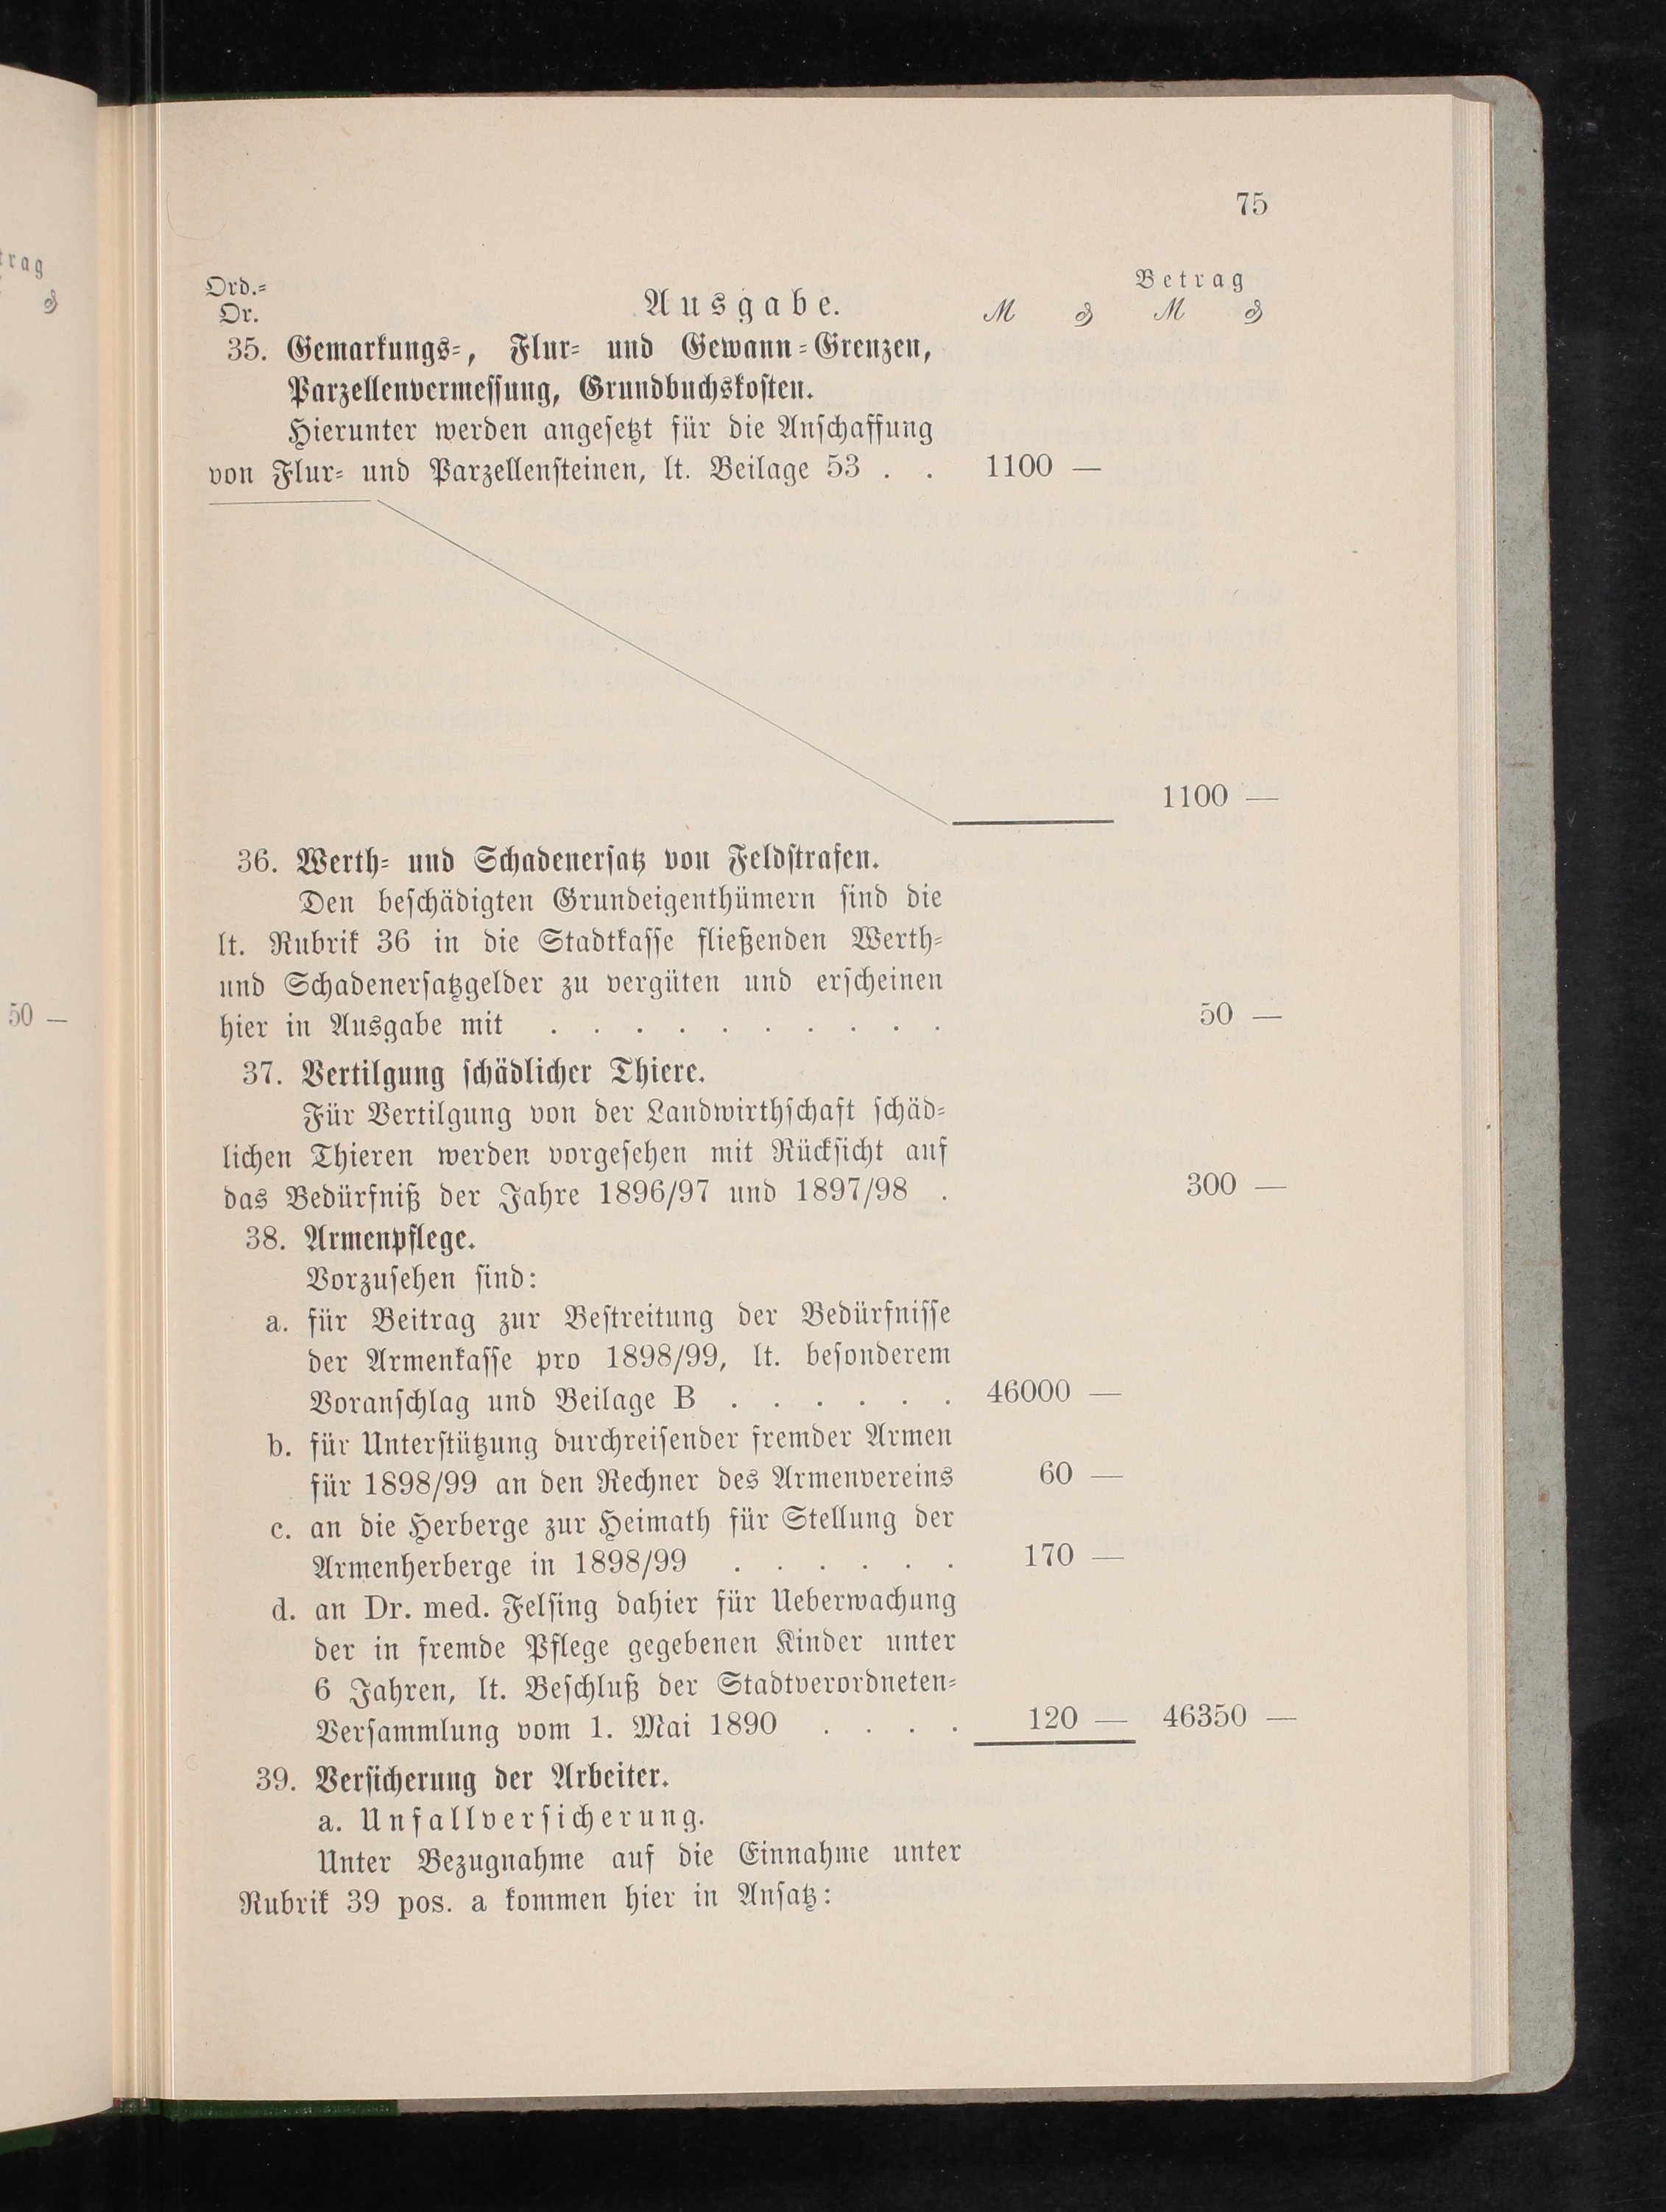 75
trag
₰
50 —
Betrag
Ord.=
Or.
Ausgabe.
M ₰ M ₰
35. Gemarkungs=, Flur= und Gewann=Grenzen,
Parzellenvermessung, Grundbuchskosten.
Hierunter werden angesetzt für die Anschaffung
von Flur= und Parzellensteinen, lt. Beilage 53 . . 1100 —
1100 —
36. Werth= und Schadenersatz von Feldstrafen.
Den beschädigten Grundeigenthümern sind die
lt. Rubrik 36 in die Stadtkasse fließenden Werth=
und Schadenersatzgelder zu vergüten und erscheinen
hier in Ausgabe mit . . . . . . . . . . 50 —
37. Vertilgung schädlicher Thiere.
Für Vertilgung von der Landwirthschaft schäd=
lichen Thieren werden vorgesehen mit Rücksicht auf
das Bedürfniß der Jahre 1896/97 und 1897/98 . 300 —
38. Armenpflege.
Vorzusehen sind:
a. für Beitrag zur Bestreitung der Bedürfnisse
der Armenkasse pro 1898/99, lt. besonderem
Voranschlag und Beilage B . . . . . . 46000 —
b. für Unterstützung durchreisender fremder Armen
für 1898/99 an den Rechner des Armenvereins 60 —
c. an die Herberge zur Heimath für Stellung der
Armenherberge in 1898/99 . . . . . . 170 —
d. an Dr. med. Felsing dahier für Ueberwachung
der in fremde Pflege gegebenen Kinder unter
6 Jahren, lt. Beschluß der Stadtverordneten=
Versammlung vom 1. Mai 1890 . . . . 120 — 46350 —
39. Versicherung der Arbeiter.
a. Unfallversicherung.
Unter Bezugnahme auf die Einnahme unter
Rubrik 39 pos. a kommen hier in Ansatz: